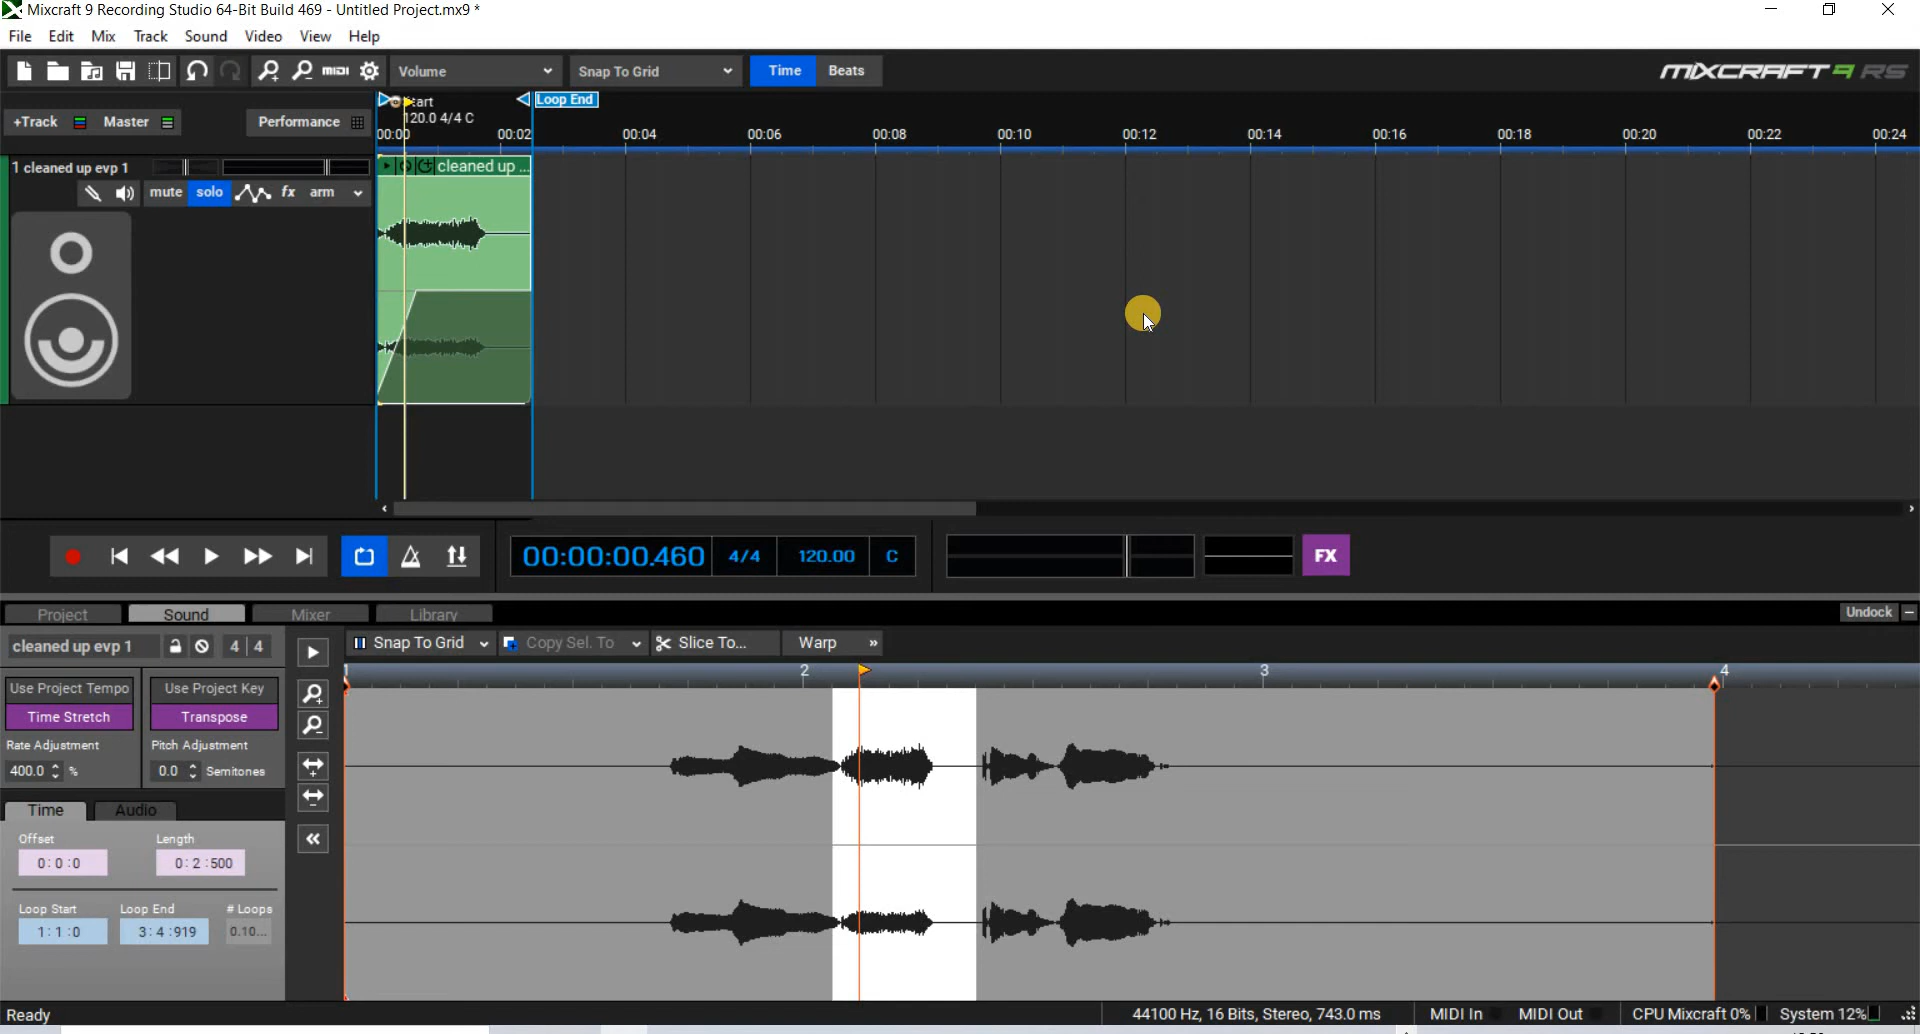 Mixcraft 9 Recording Studio 64-Bit Build 469 - Untitled Project.mx9 *
File Edit Mix Track Sound Video View Help
MIDI Volume Snap To Grid Time Beats MIXCRAFT 9 RS
Loop End
120.0 4/4 C
+Track Master Performance
00:00 00:02 00:04 00:06 00:08 00:10 00:12 00:14 00:16 00:18 00:20 00:22 00:24
1 cleaned up evp 1
cleaned up ...
mute solo fx arm
00:00:00.460 4/4 120.00 C FX
Project Sound Mixer Library Undock
cleaned up evp 1 4 4
Snap To Grid Copy Sel. To Slice To... Warp »
1 2 3 4
Use Project Tempo Use Project Key
Time Stretch Transpose
Rate Adjustment Pitch Adjustment
400.0 % 0.0 Semitones
Time Audio
Offset Length
0:0:0 0:2:500
Loop Start Loop End # Loops
1:1:0 3:4:919 0.10...
Ready 44100 Hz, 16 Bits, Stereo, 743.0 ms MIDI In MIDI Out CPU Mixcraft 0% System 12%